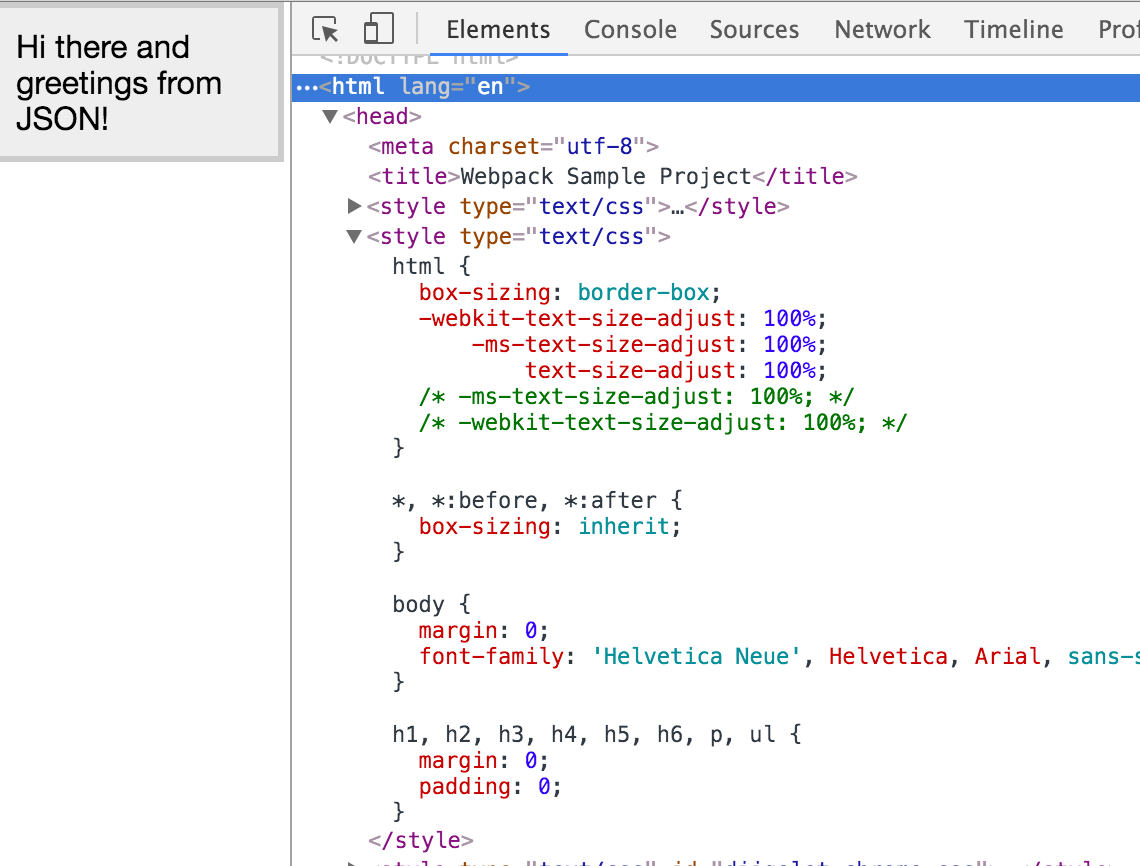 Hi there and
greetings from
JSON!
Elements Console Sources Network Timeline Prof
<!DOCTYPE html>
…<html lang="en">
▼<head>
<meta charset="utf-8">
<title>Webpack Sample Project</title>
▶<style type="text/css">…</style>
▼<style type="text/css">
html {
box-sizing: border-box;
-webkit-text-size-adjust: 100%;
-ms-text-size-adjust: 100%;
text-size-adjust: 100%;
/* -ms-text-size-adjust: 100%; */
/* -webkit-text-size-adjust: 100%; */
}
*, *:before, *:after {
box-sizing: inherit;
}
body {
margin: 0;
font-family: 'Helvetica Neue', Helvetica, Arial, sans-s
}
h1, h2, h3, h4, h5, h6, p, ul {
margin: 0;
padding: 0;
}
</style>